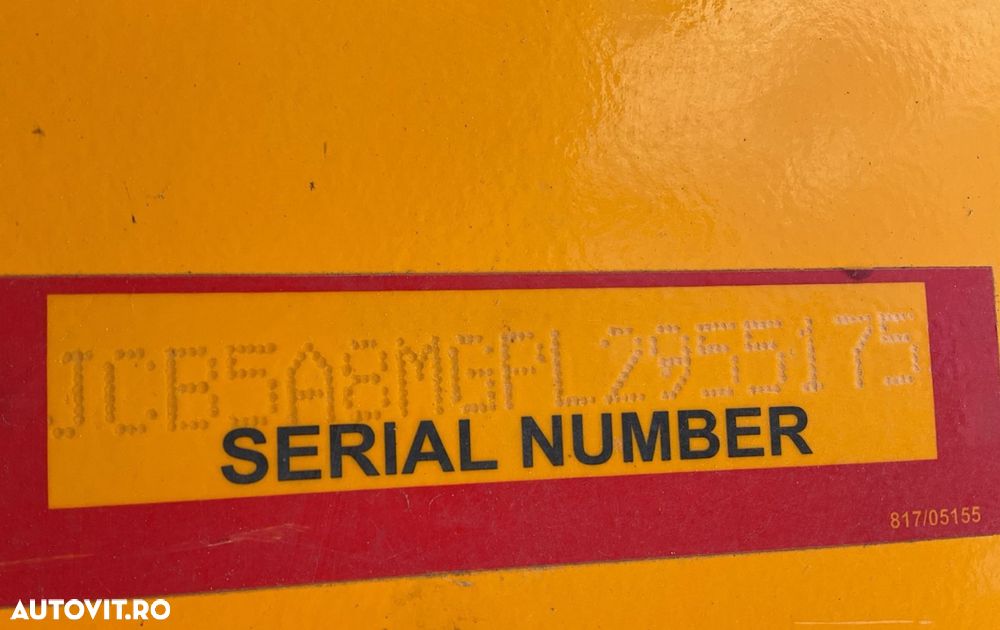 JCB5A8MGPL2955175
SERIAL NUMBER
817/05155
AUTOVIT.RO